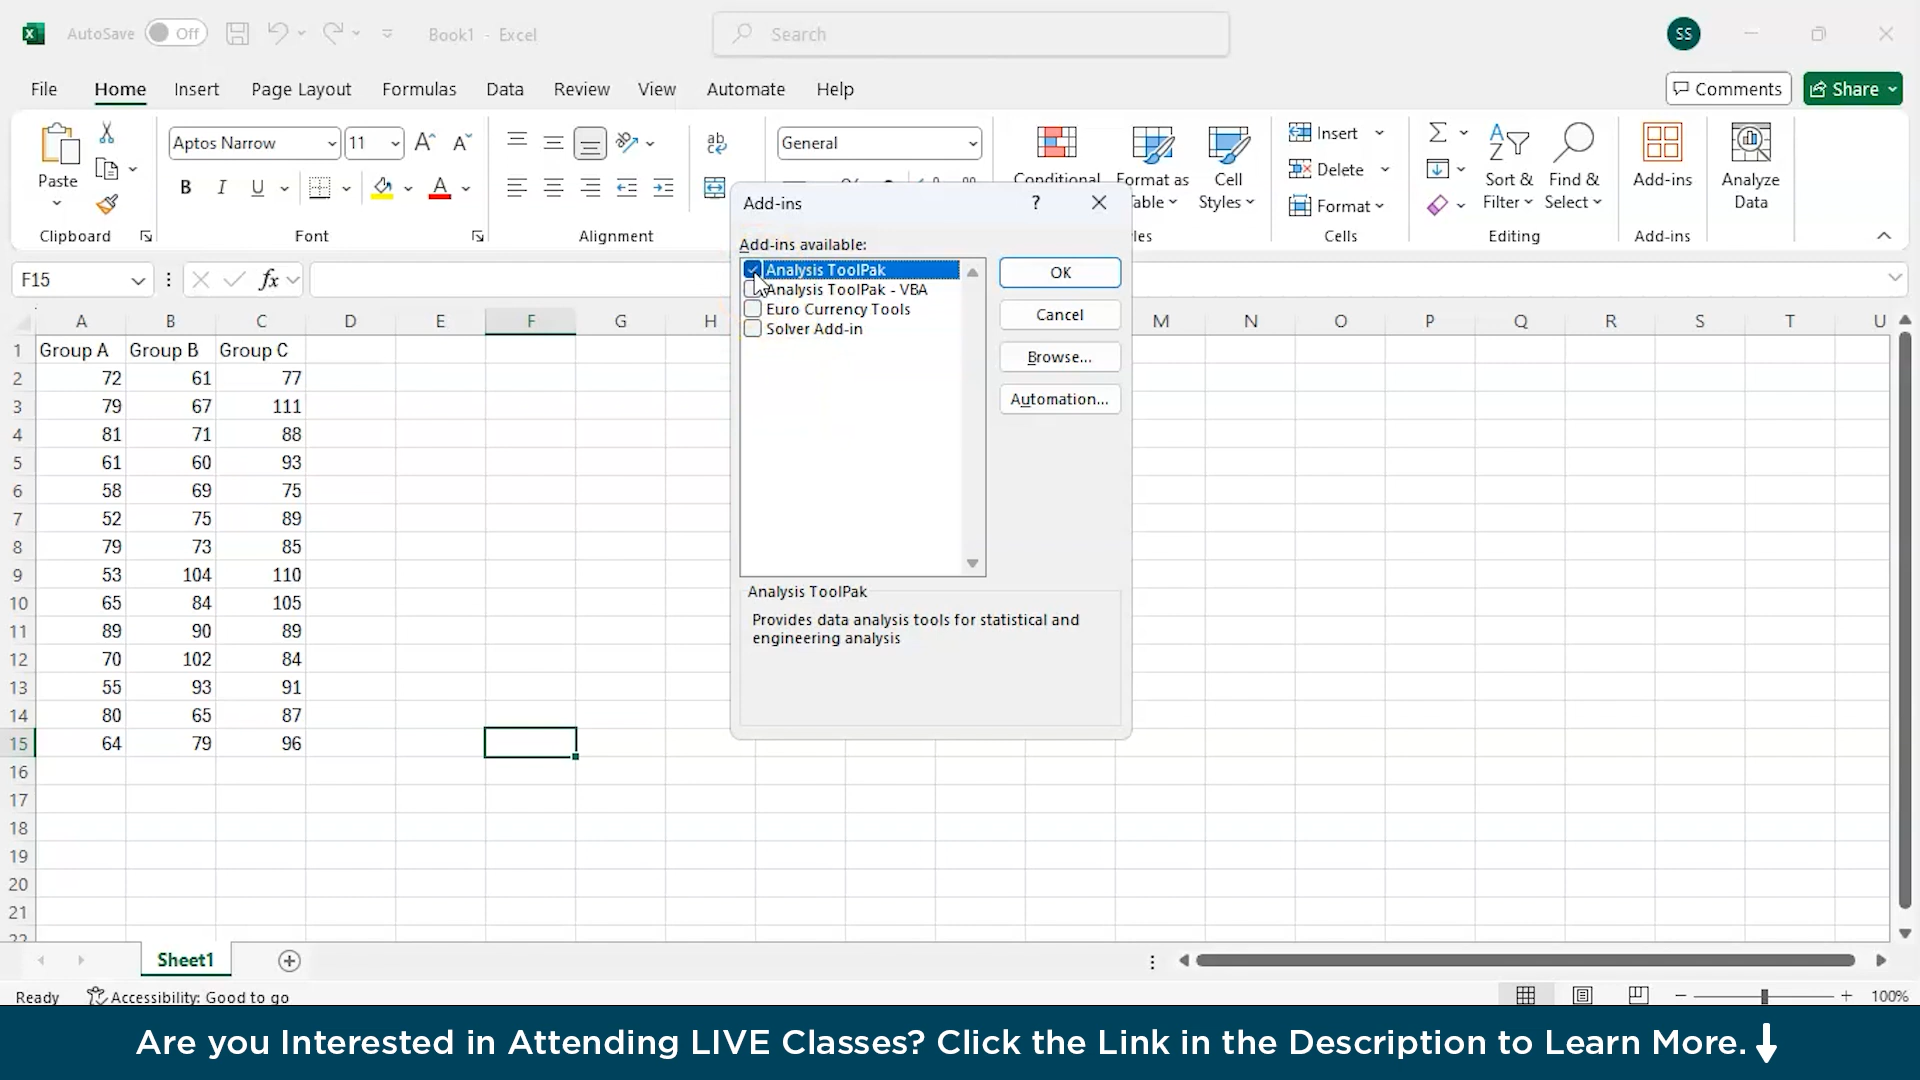 AutoSave Off Book1 - Excel Search SS
File Home Insert Page Layout Formulas Data Review View Automate Help Comments Share
Aptos Narrow 11 General
Paste
B I U A
Conditional
Format as
Table
Cell
Styles
Insert
Delete
Format
Sort &
Filter
Find &
Select
Add-ins
Analyze
Data
Clipboard Font Alignment Cells Editing Add-ins
F15 fx
Add-ins ?
Add-ins available:
Analysis ToolPak
Analysis ToolPak - VBA
Euro Currency Tools
Solver Add-in
OK
Cancel
Browse...
Automation...
Analysis ToolPak
Provides data analysis tools for statistical and
engineering analysis
A B C D E F G H M N O P Q R S T U
1 Group A Group B Group C
2 72 61 77
3 79 67 111
4 81 71 88
5 61 60 93
6 58 69 75
7 52 75 89
8 79 73 85
9 53 104 110
10 65 84 105
11 89 90 89
12 70 102 84
13 55 93 91
14 80 65 87
15 64 79 96
16
17
18
19
20
21
22
Sheet1
Ready Accessibility: Good to go 100%
Are you Interested in Attending LIVE Classes? Click the Link in the Description to Learn More.